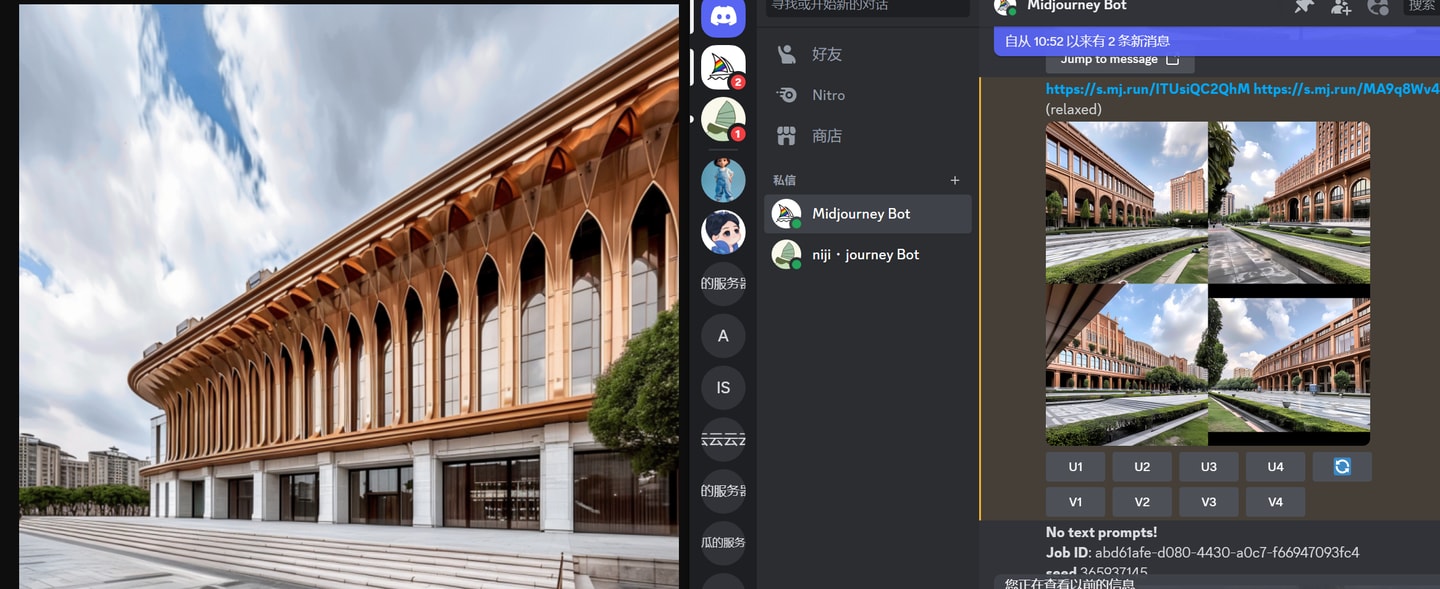 寻找或开始新的对话
好友
Nitro
商店
私信
Midjourney Bot
niji・journey Bot
2
1
的服务器
A
IS
云云云云
的服务器
瓜的服务
Midjourney Bot
搜索
自从 10:52 以来有 2 条新消息
Jump to message
https://s.mj.run/ITUsiQC2QhM https://s.mj.run/MA9q8Wv4
(relaxed)
U1 U2 U3 U4
V1 V2 V3 V4
No text prompts!
Job ID: abd61afe-d080-4430-a0c7-f66947093fc4
seed 365937145
您正在查看以前的信息